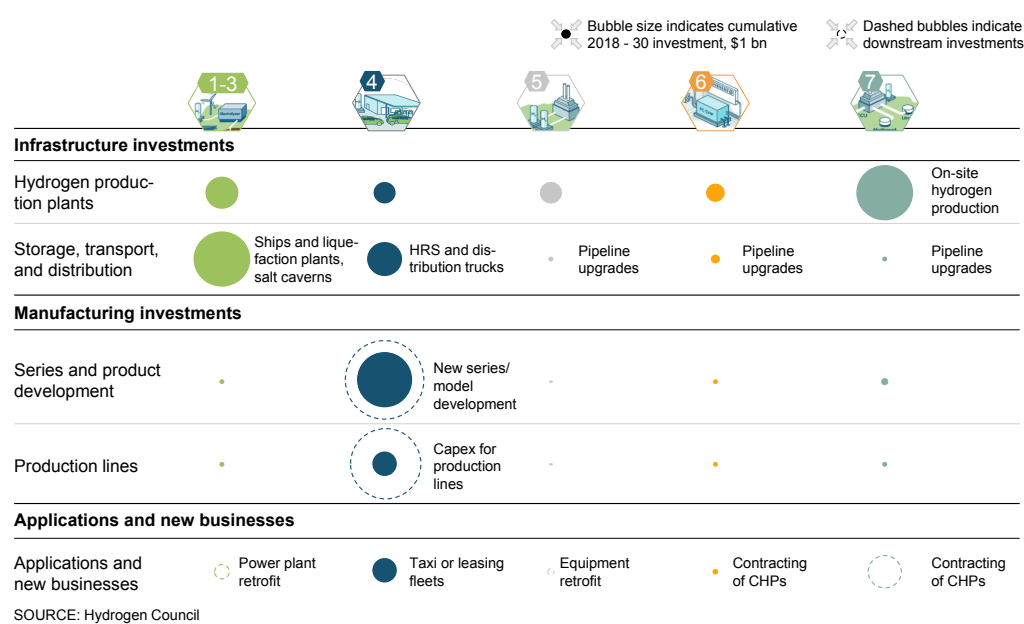 Bubble size indicates cumulative
2018 - 30 investment, $1 bn
Dashed bubbles indicate
downstream investments
1-3
4
5
6
7
Infrastructure investments
Hydrogen produc-
tion plants
On-site
hydrogen
production
Storage, transport,
and distribution
Ships and lique-
faction plants,
salt caverns
HRS and dis-
tribution trucks
Pipeline
upgrades
Pipeline
upgrades
Pipeline
upgrades
Manufacturing investments
Series and product
development
New series/
model
development
Production lines
Capex for
production
lines
Applications and new businesses
Applications and
new businesses
Power plant
retrofit
Taxi or leasing
fleets
Equipment
retrofit
Contracting
of CHPs
Contracting
of CHPs
SOURCE: Hydrogen Council